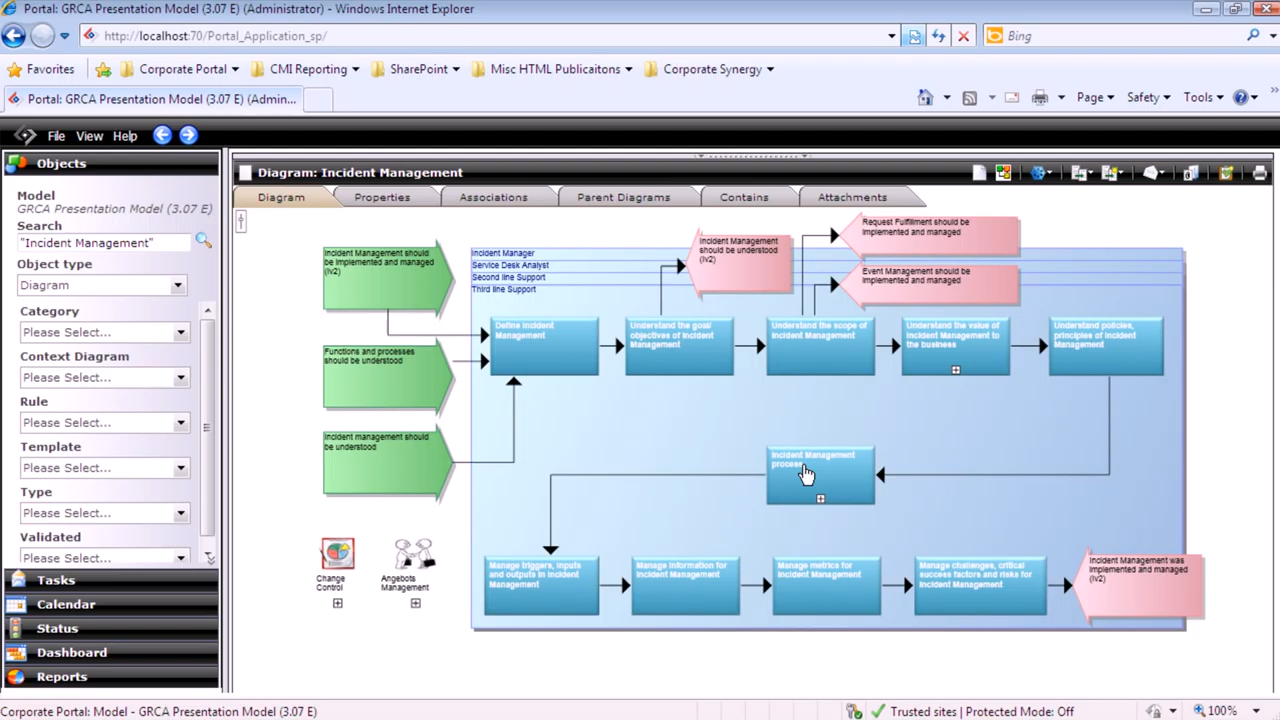 Portal: GRCA Presentation Model (3.07 E) (Administrator) - Windows Internet Explorer
http://localhost:70/Portal_Application_sp/
Bing
Favorites
Corporate Portal
CMI Reporting
SharePoint
Misc HTML Publicaitons
Corporate Synergy
Portal: GRCA Presentation Model (3.07 E) (Admin...
Page
Safety
Tools
File View Help
Objects
Model
GRCA Presentation Model (3.07 E)
Search
"Incident Management"
Object type
Diagram
Category
Please Select...
Context Diagram
Please Select...
Rule
Please Select...
Template
Please Select...
Type
Please Select...
Validated
Please Select...
Tasks
Calendar
Status
Dashboard
Reports
Diagram: Incident Management
Diagram
Properties
Associations
Parent Diagrams
Contains
Attachments
Incident Management should
be implemented and managed
(lv2)
Functions and processes
should be understood
Incident management should
be understood
Change
Control
Angebots
Management
Incident Manager
Service Desk Analyst
Second line Support
Third line Support
Incident Management
should be understood
(lv2)
Request Fulfillment should be
implemented and managed
Event Management should be
implemented and managed
Define Incident
Management
Understand the goal/
objectives of Incident
Management
Understand the scope of
Incident Management
Understand the value of
Incident Management to
the business
Understand policies,
principles of Incident
Management
Incident Management
process
Manage triggers, inputs
and outputs in Incident
Management
Manage Information for
Incident Management
Manage metrics for
Incident Management
Manage challenges, critical
success factors and risks for
Incident Management
Incident Management was
implemented and managed
(lv2)
Corporate Portal: Model - GRCA Presentation Model (3.07 E)
Trusted sites | Protected Mode: Off
100%